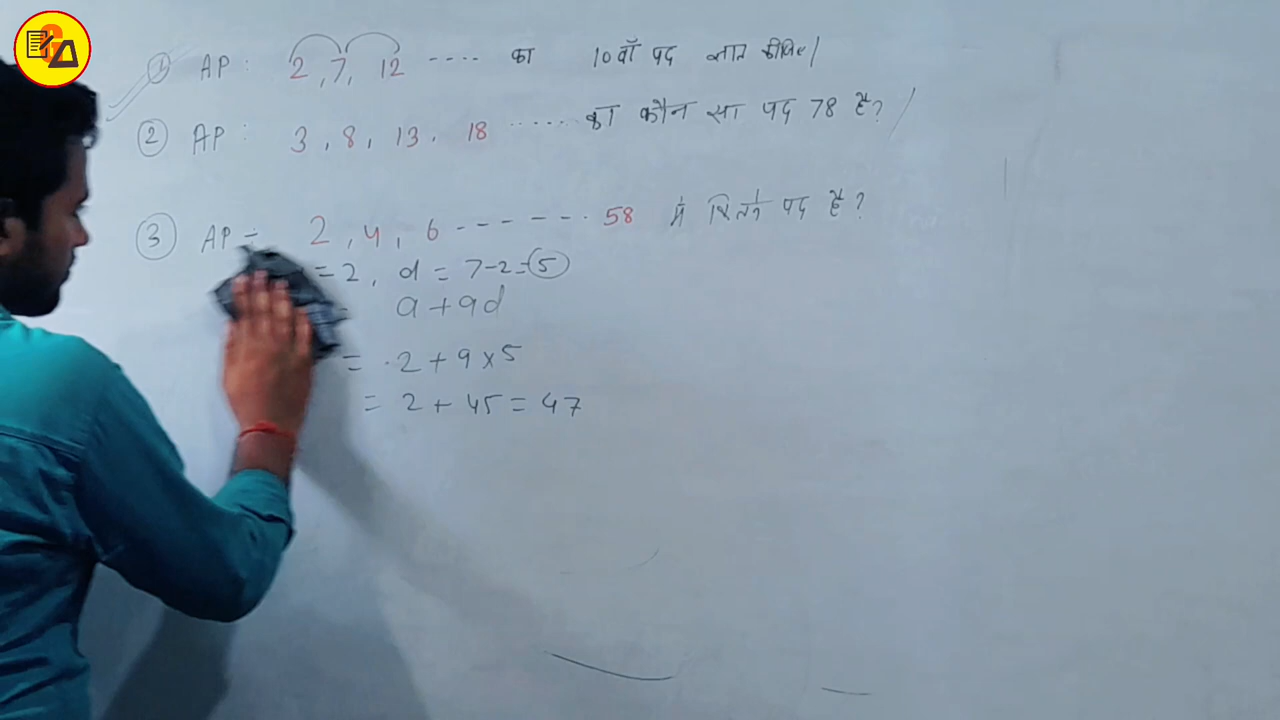 ① AP : 2, 7, 12 ---- का 10वाँ पद ज्ञात कीजिए/
② AP : 3, 8, 13, 18 ...... का कौन सा पद 78 है?/
③ AP = 2, 4, 6 ------ 58 में कितने पद है?
= 2, d = 7-2=5
a + 9d
= 2 + 9 x 5
= 2 + 45 = 47